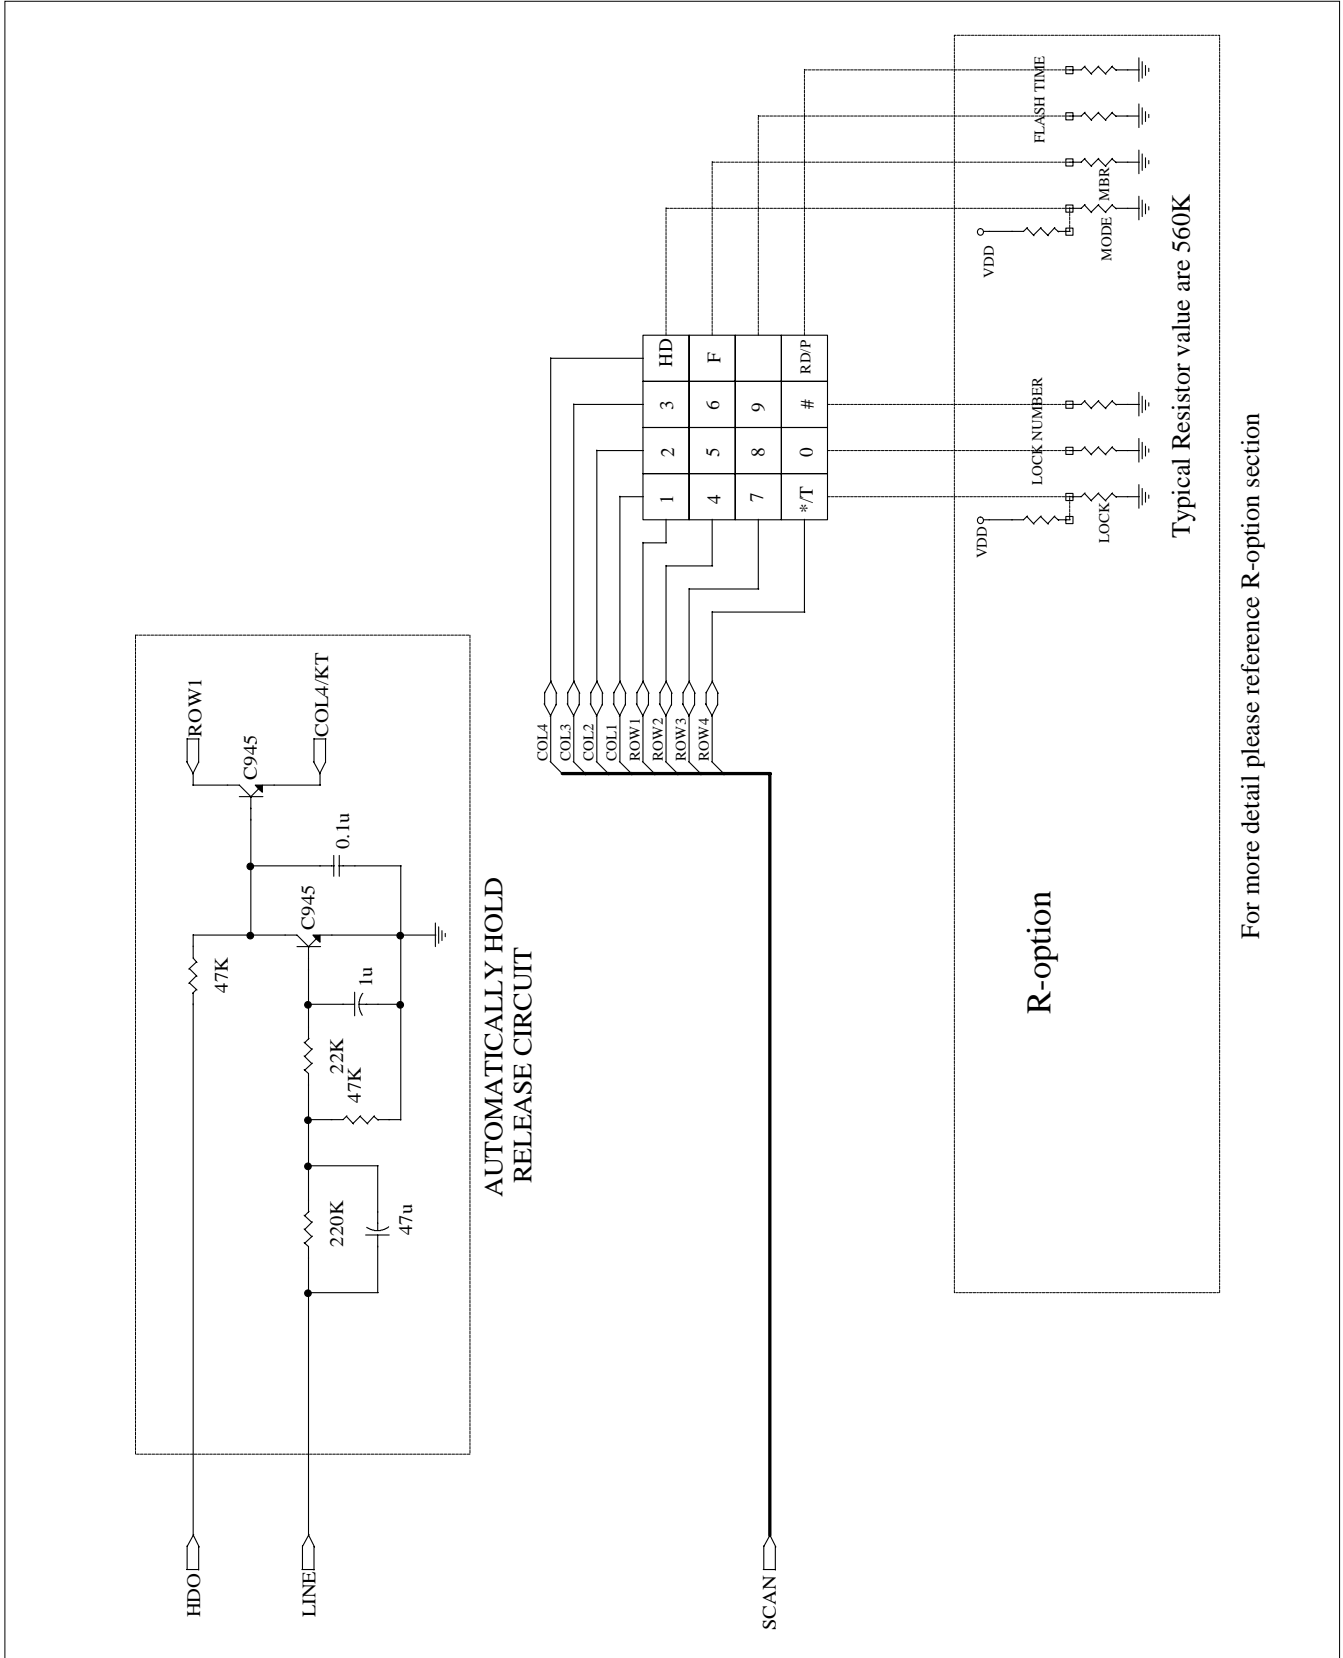 HDO
LINE
47K
220K
47u
22K
47K
1u
C945
0.1u
C945
ROW1
COL4/KT
AUTOMATICALLY HOLD
RELEASE CIRCUIT
SCAN
COL4
COL3
COL2
COL1
ROW1
ROW2
ROW3
ROW4
1 2 3 HD
4 5 6 F
7 8 9
*/T 0 # RD/P
R-option
VDD
LOCK
LOCK NUMBER
VDD
MODE
MBR
FLASH TIME
Typical Resistor value are 560K
For more detail please reference R-option section